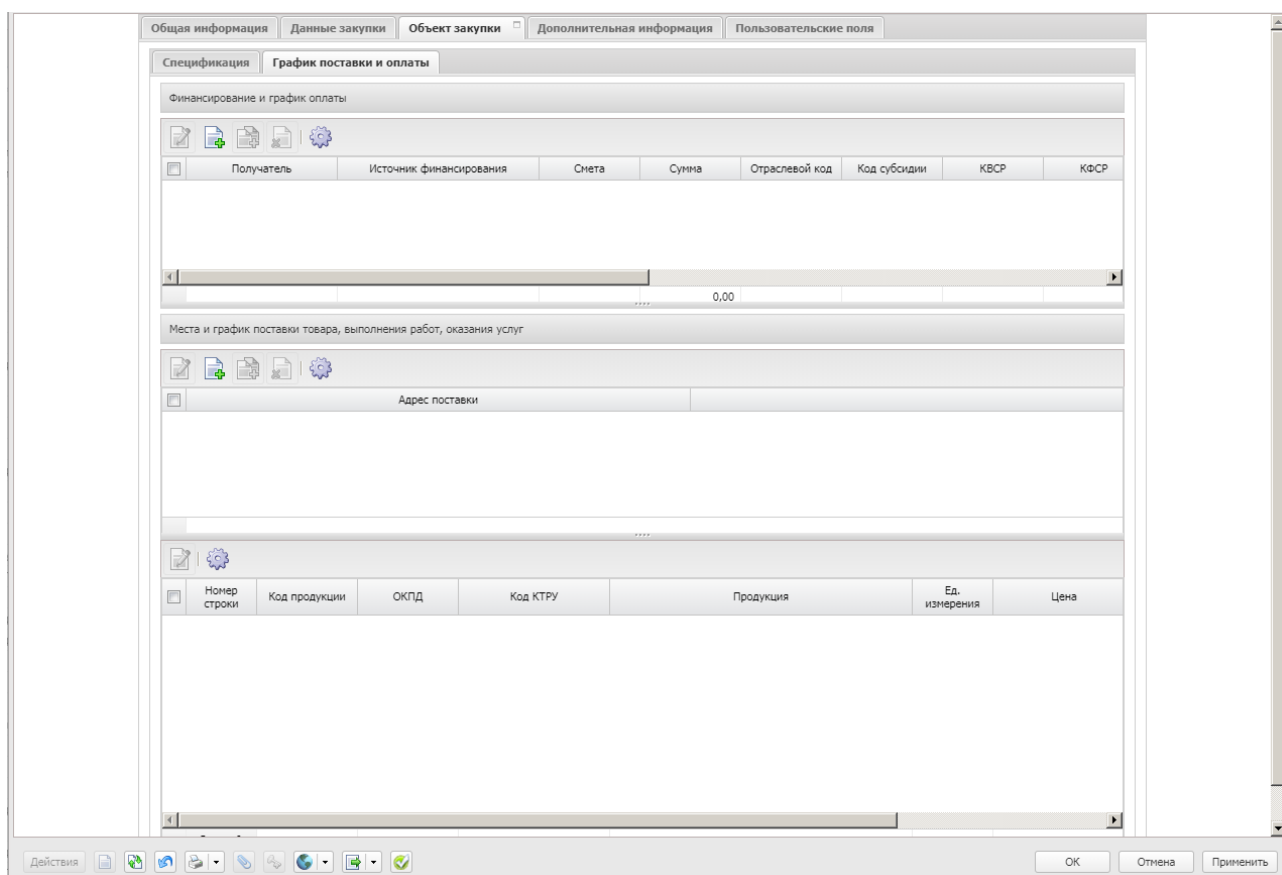 Общая информация Данные закупки Объект закупки Дополнительная информация Пользовательские поля
Спецификация График поставки и оплаты
Финансирование и график оплаты
Получатель Источник финансирования Смета Сумма Отраслевой код Код субсидии КВСР КФСР
0,00
Места и график поставки товара, выполнения работ, оказания услуг
Адрес поставки
Номер строки Код продукции ОКПД Код КТРУ Продукция Ед. измерения Цена
Действия ОК Отмена Применить